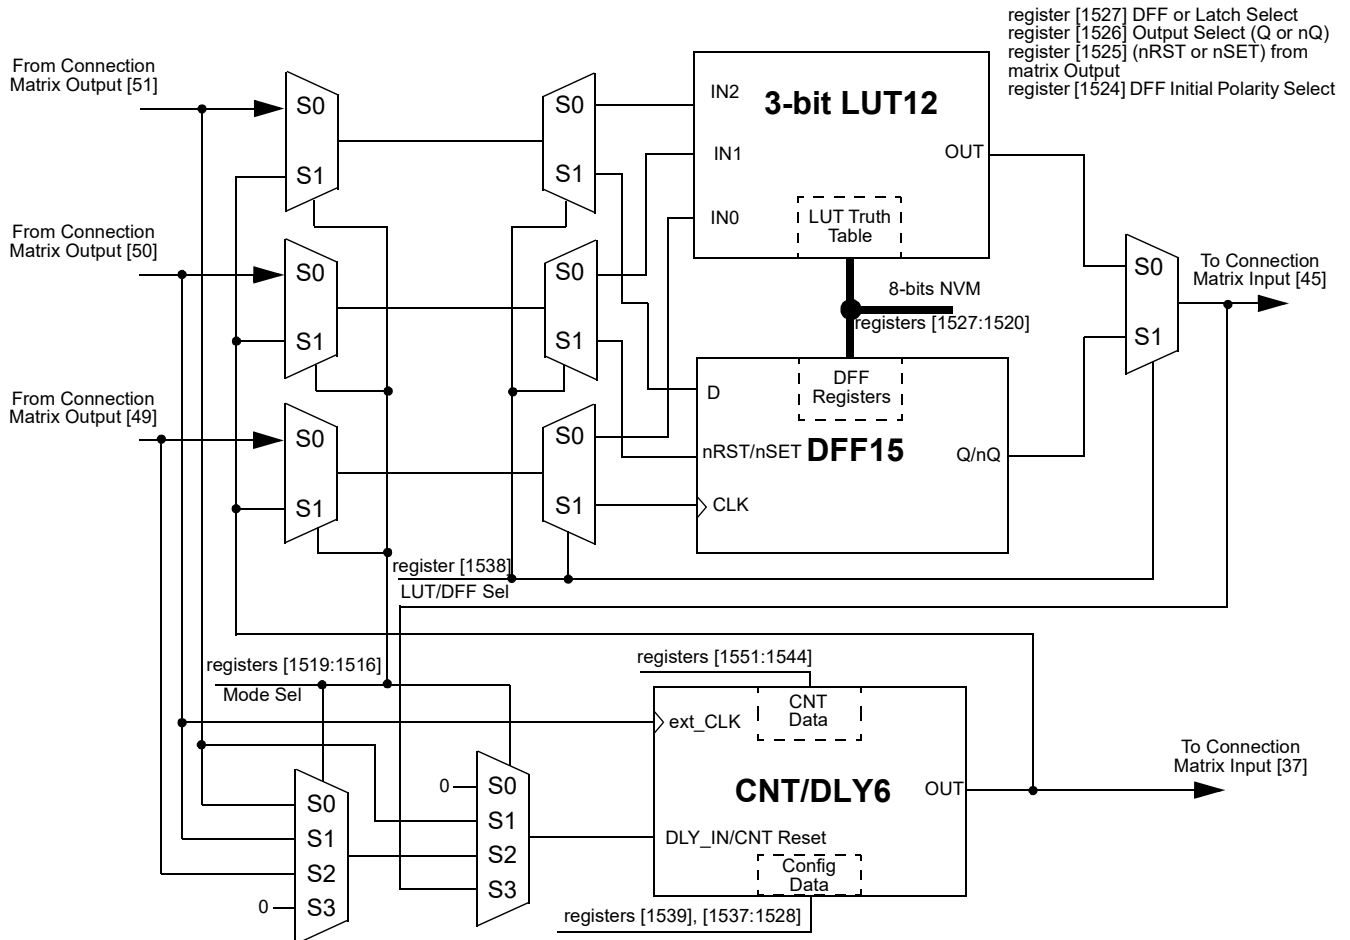 register [1527] DFF or Latch Select
register [1526] Output Select (Q or nQ)
register [1525] (nRST or nSET) from
matrix Output
register [1524] DFF Initial Polarity Select
From Connection
Matrix Output [51]
S0
S1
S0
S1
IN2
3-bit LUT12
IN1
OUT
IN0
LUT Truth
Table
From Connection
Matrix Output [50]
S0
S1
S0
S1
8-bits NVM
registers [1527:1520]
S0
S1
To Connection
Matrix Input [45]
From Connection
Matrix Output [49]
S0
S1
S0
S1
D
DFF
Registers
nRST/nSET
DFF15
Q/nQ
CLK
register [1538]
LUT/DFF Sel
registers [1519:1516]
Mode Sel
registers [1551:1544]
CNT
Data
ext_CLK
CNT/DLY6
OUT
To Connection
Matrix Input [37]
DLY_IN/CNT Reset
Config
Data
registers [1539], [1537:1528]
0
S0
S1
S2
S3
S0
S1
S2
0
S3